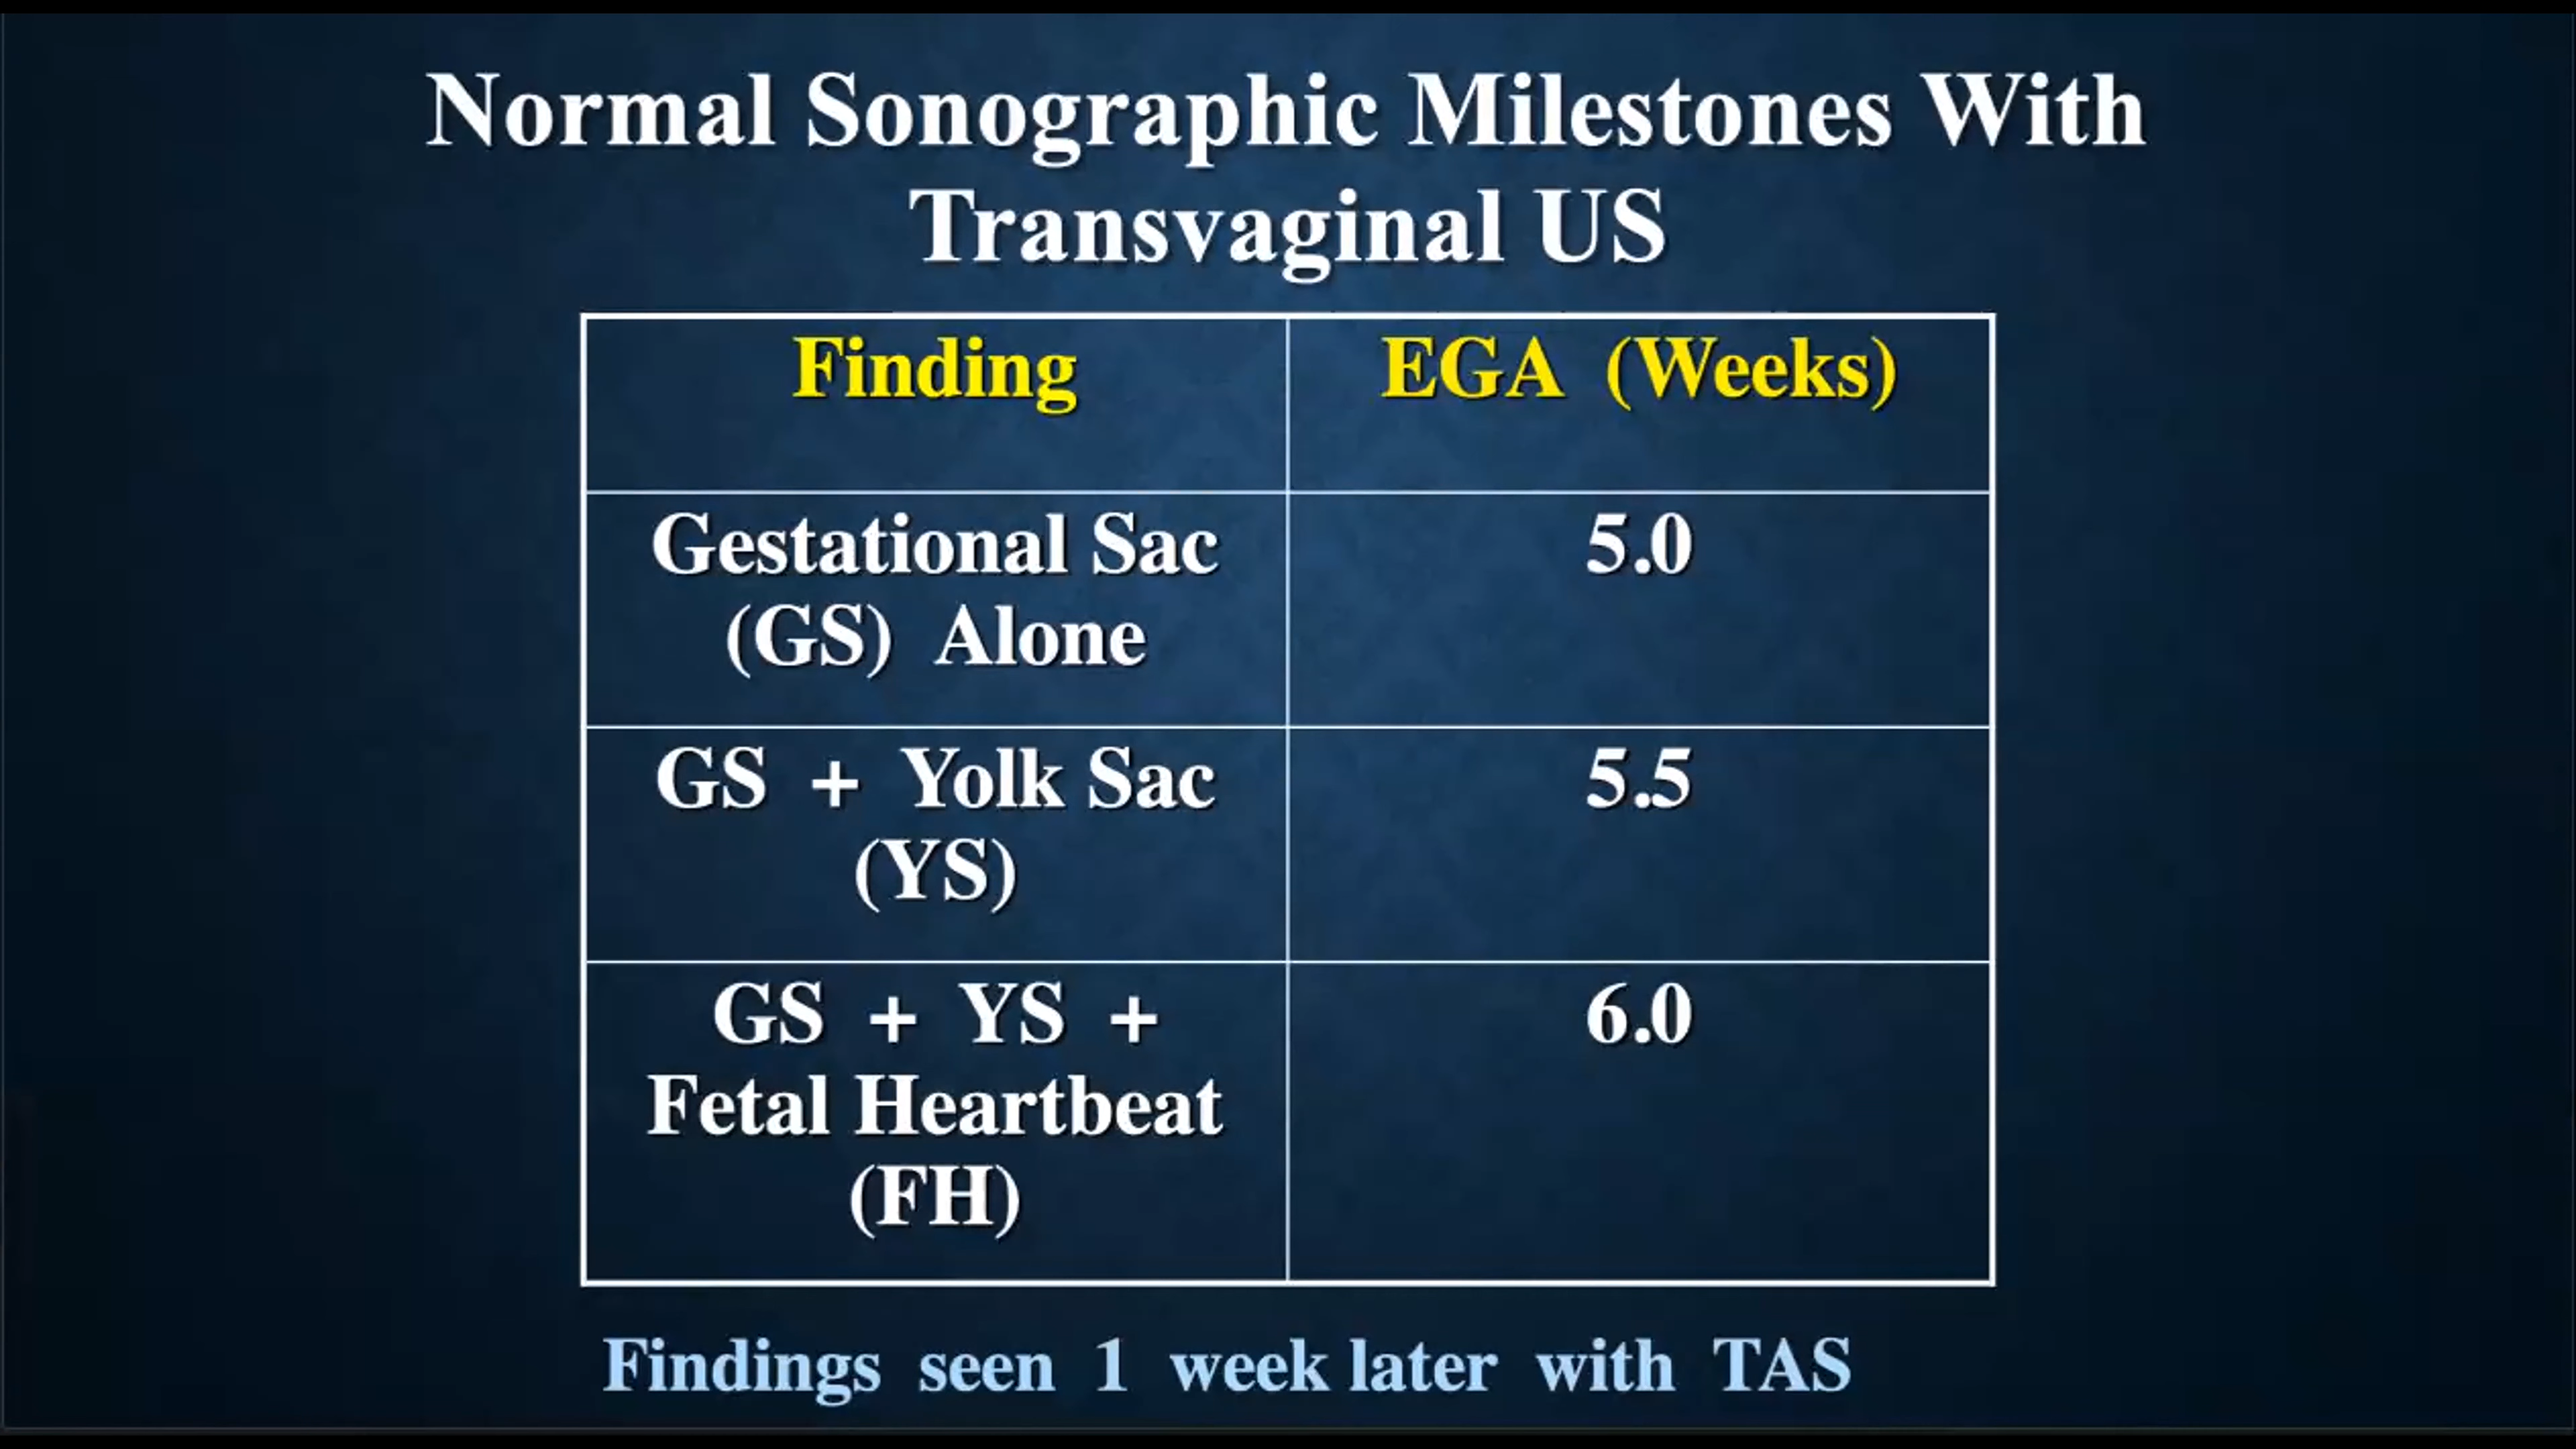 Normal Sonographic Milestones With
Transvaginal US
Finding
EGA (Weeks)
Gestational Sac
(GS) Alone
5.0
GS + Yolk Sac
(YS)
5.5
GS + YS +
Fetal Heartbeat
(FH)
6.0
Findings seen 1 week later with TAS